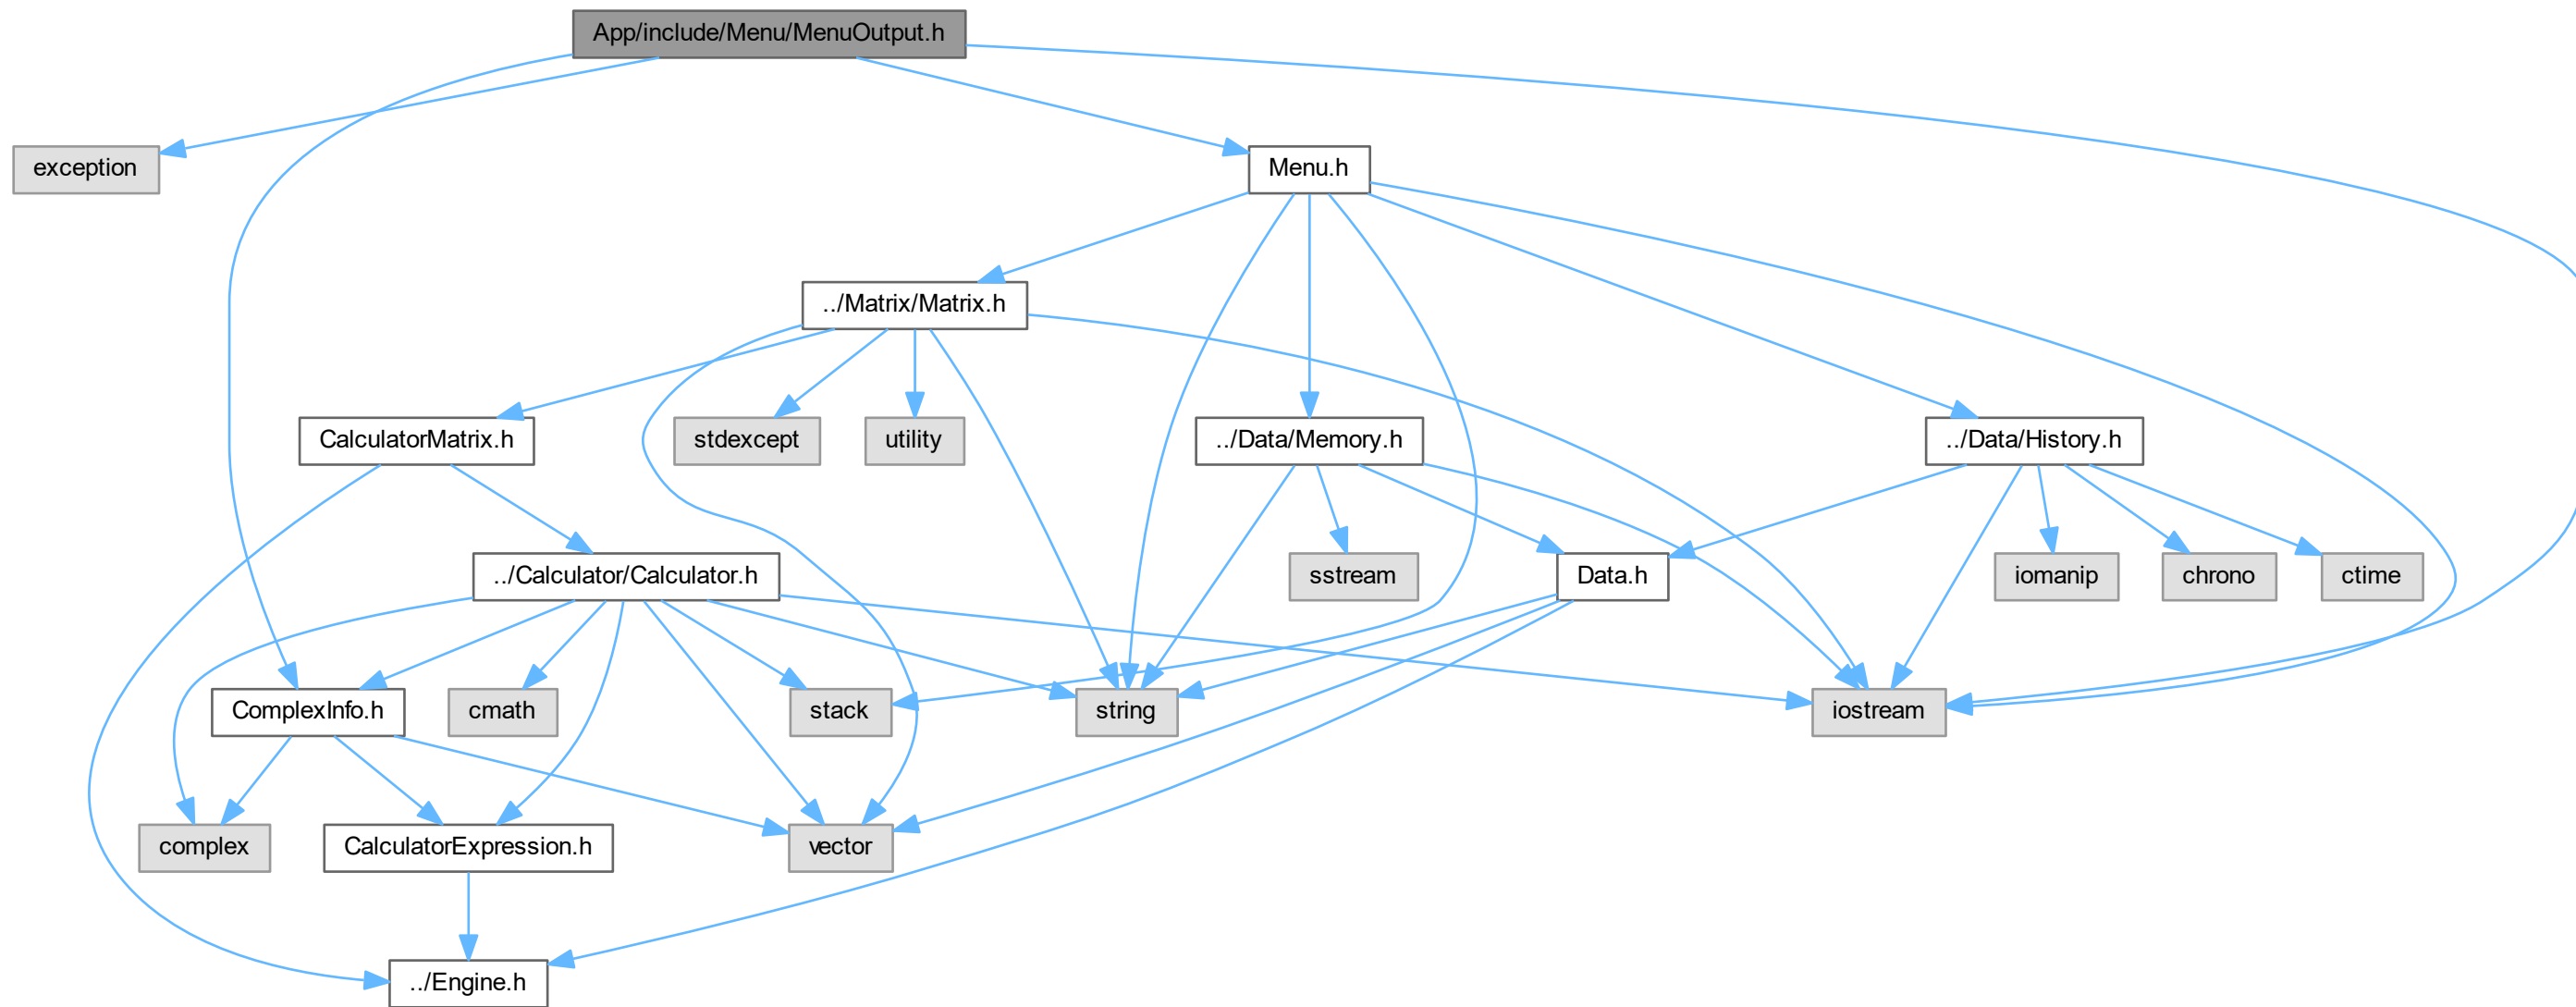 App/include/Menu/MenuOutput.h
exception
Menu.h
../Matrix/Matrix.h
CalculatorMatrix.h
stdexcept
utility
../Data/Memory.h
../Data/History.h
../Calculator/Calculator.h
sstream
Data.h
iomanip
chrono
ctime
ComplexInfo.h
cmath
stack
string
iostream
complex
CalculatorExpression.h
vector
../Engine.h